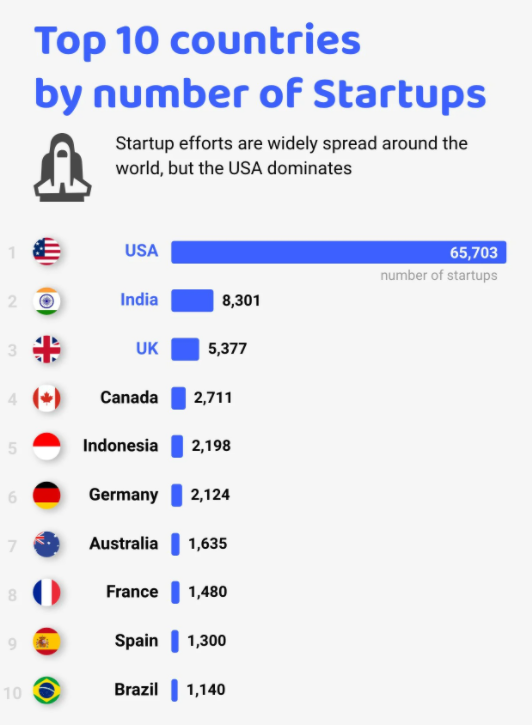 Top 10 countries
by number of Startups
Startup efforts are widely spread around the
world, but the USA dominates
1 USA 65,703
number of startups
2 India 8,301
3 UK 5,377
4 Canada 2,711
5 Indonesia 2,198
6 Germany 2,124
7 Australia 1,635
8 France 1,480
9 Spain 1,300
10 Brazil 1,140